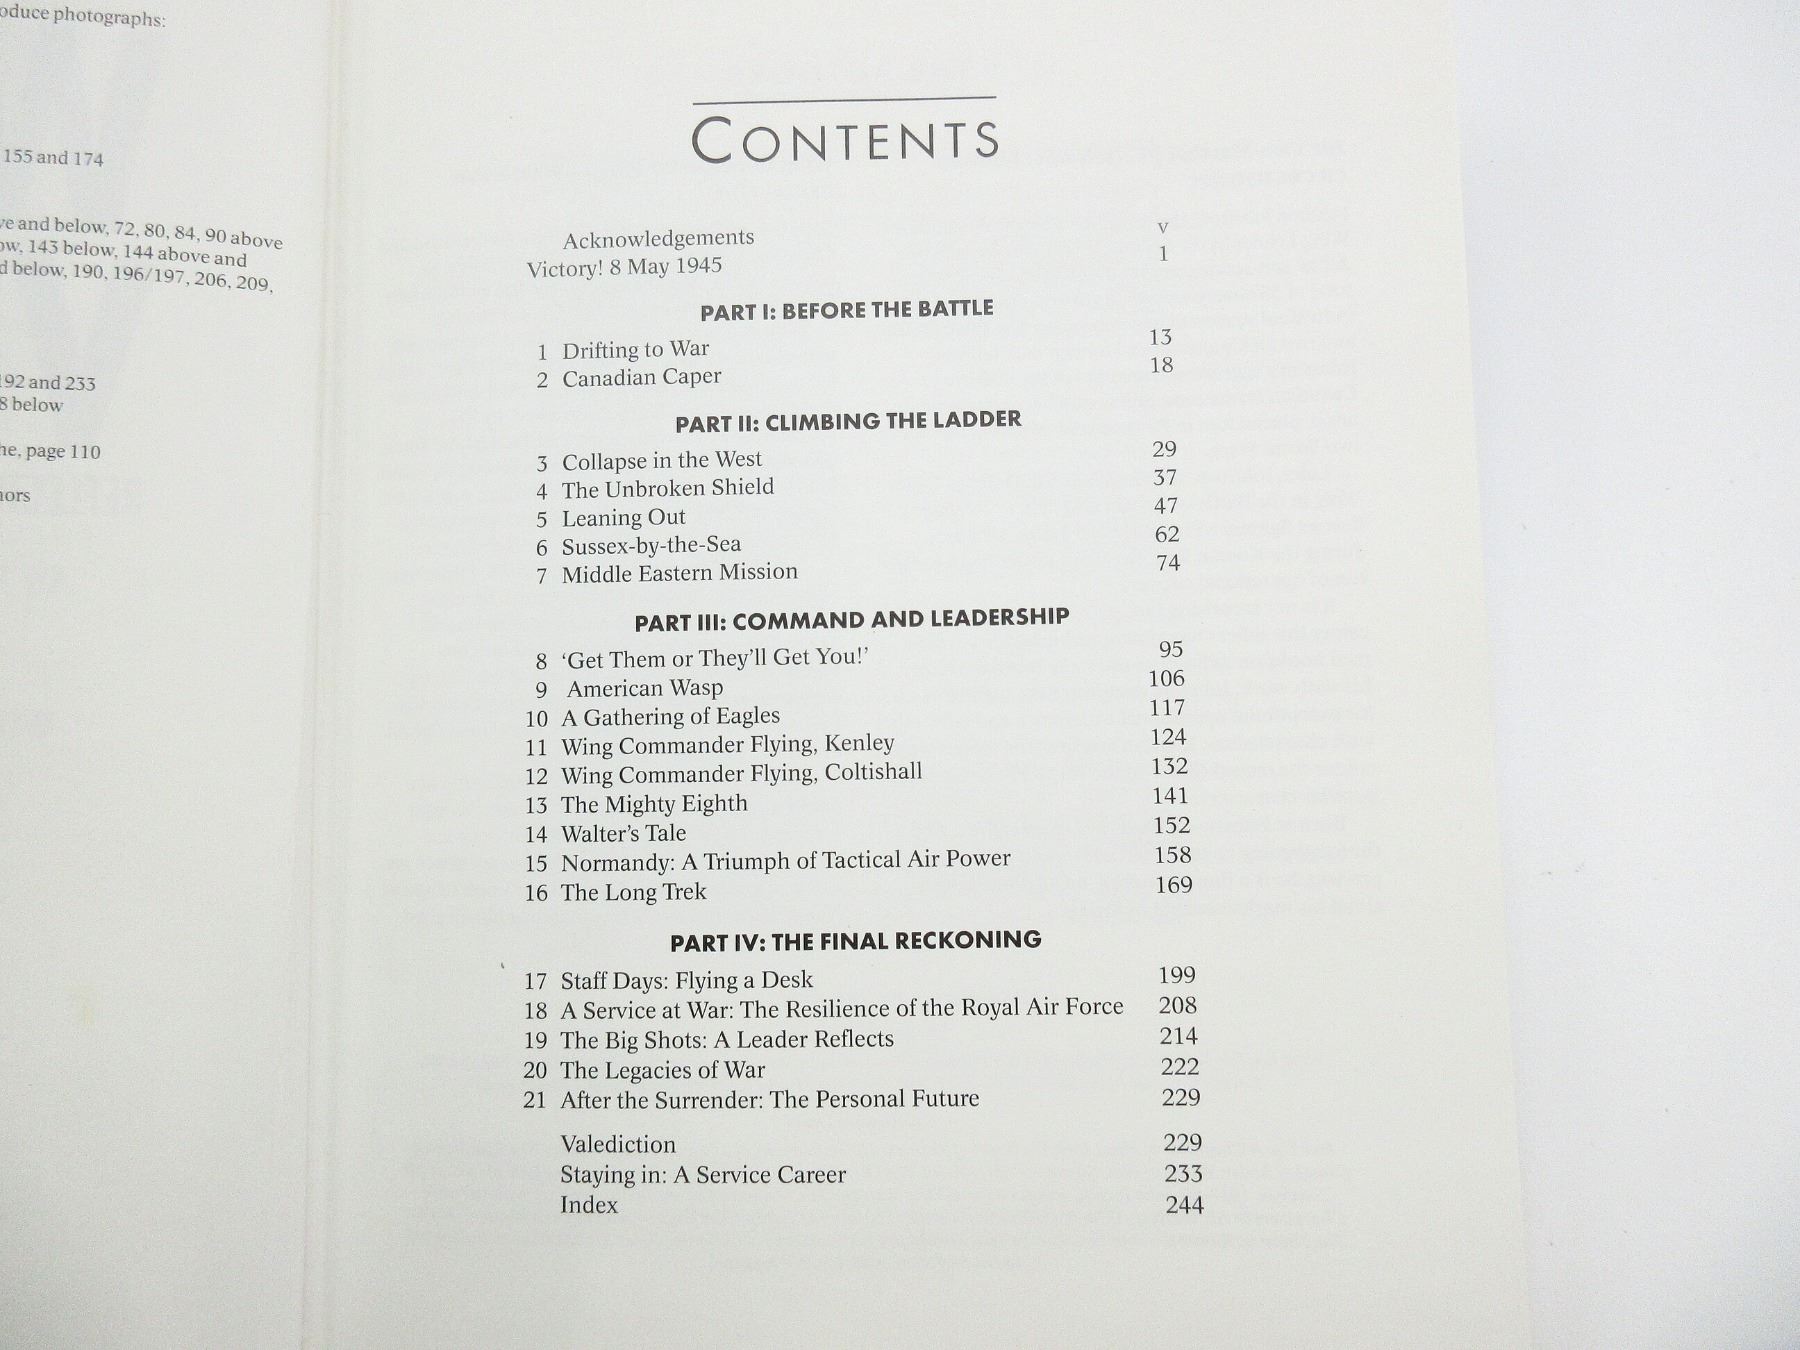 oduce photographs:
155 and 174
ve and below, 72, 80, 84, 90 above
ow, 143 below, 144 above and
d below, 190, 196/197, 206, 209,
192 and 233
8 below
he, page 110
hors
CONTENTS
Acknowledgements v
Victory! 8 May 1945 1
PART I: BEFORE THE BATTLE
1 Drifting to War 13
2 Canadian Caper 18
PART II: CLIMBING THE LADDER
3 Collapse in the West 29
4 The Unbroken Shield 37
5 Leaning Out 47
6 Sussex-by-the-Sea 62
7 Middle Eastern Mission 74
PART III: COMMAND AND LEADERSHIP
8 ‘Get Them or They’ll Get You!’ 95
9 American Wasp 106
10 A Gathering of Eagles 117
11 Wing Commander Flying, Kenley 124
12 Wing Commander Flying, Coltishall 132
13 The Mighty Eighth 141
14 Walter’s Tale 152
15 Normandy: A Triumph of Tactical Air Power 158
16 The Long Trek 169
PART IV: THE FINAL RECKONING
17 Staff Days: Flying a Desk 199
18 A Service at War: The Resilience of the Royal Air Force 208
19 The Big Shots: A Leader Reflects 214
20 The Legacies of War 222
21 After the Surrender: The Personal Future 229
Valediction 229
Staying in: A Service Career 233
Index 244